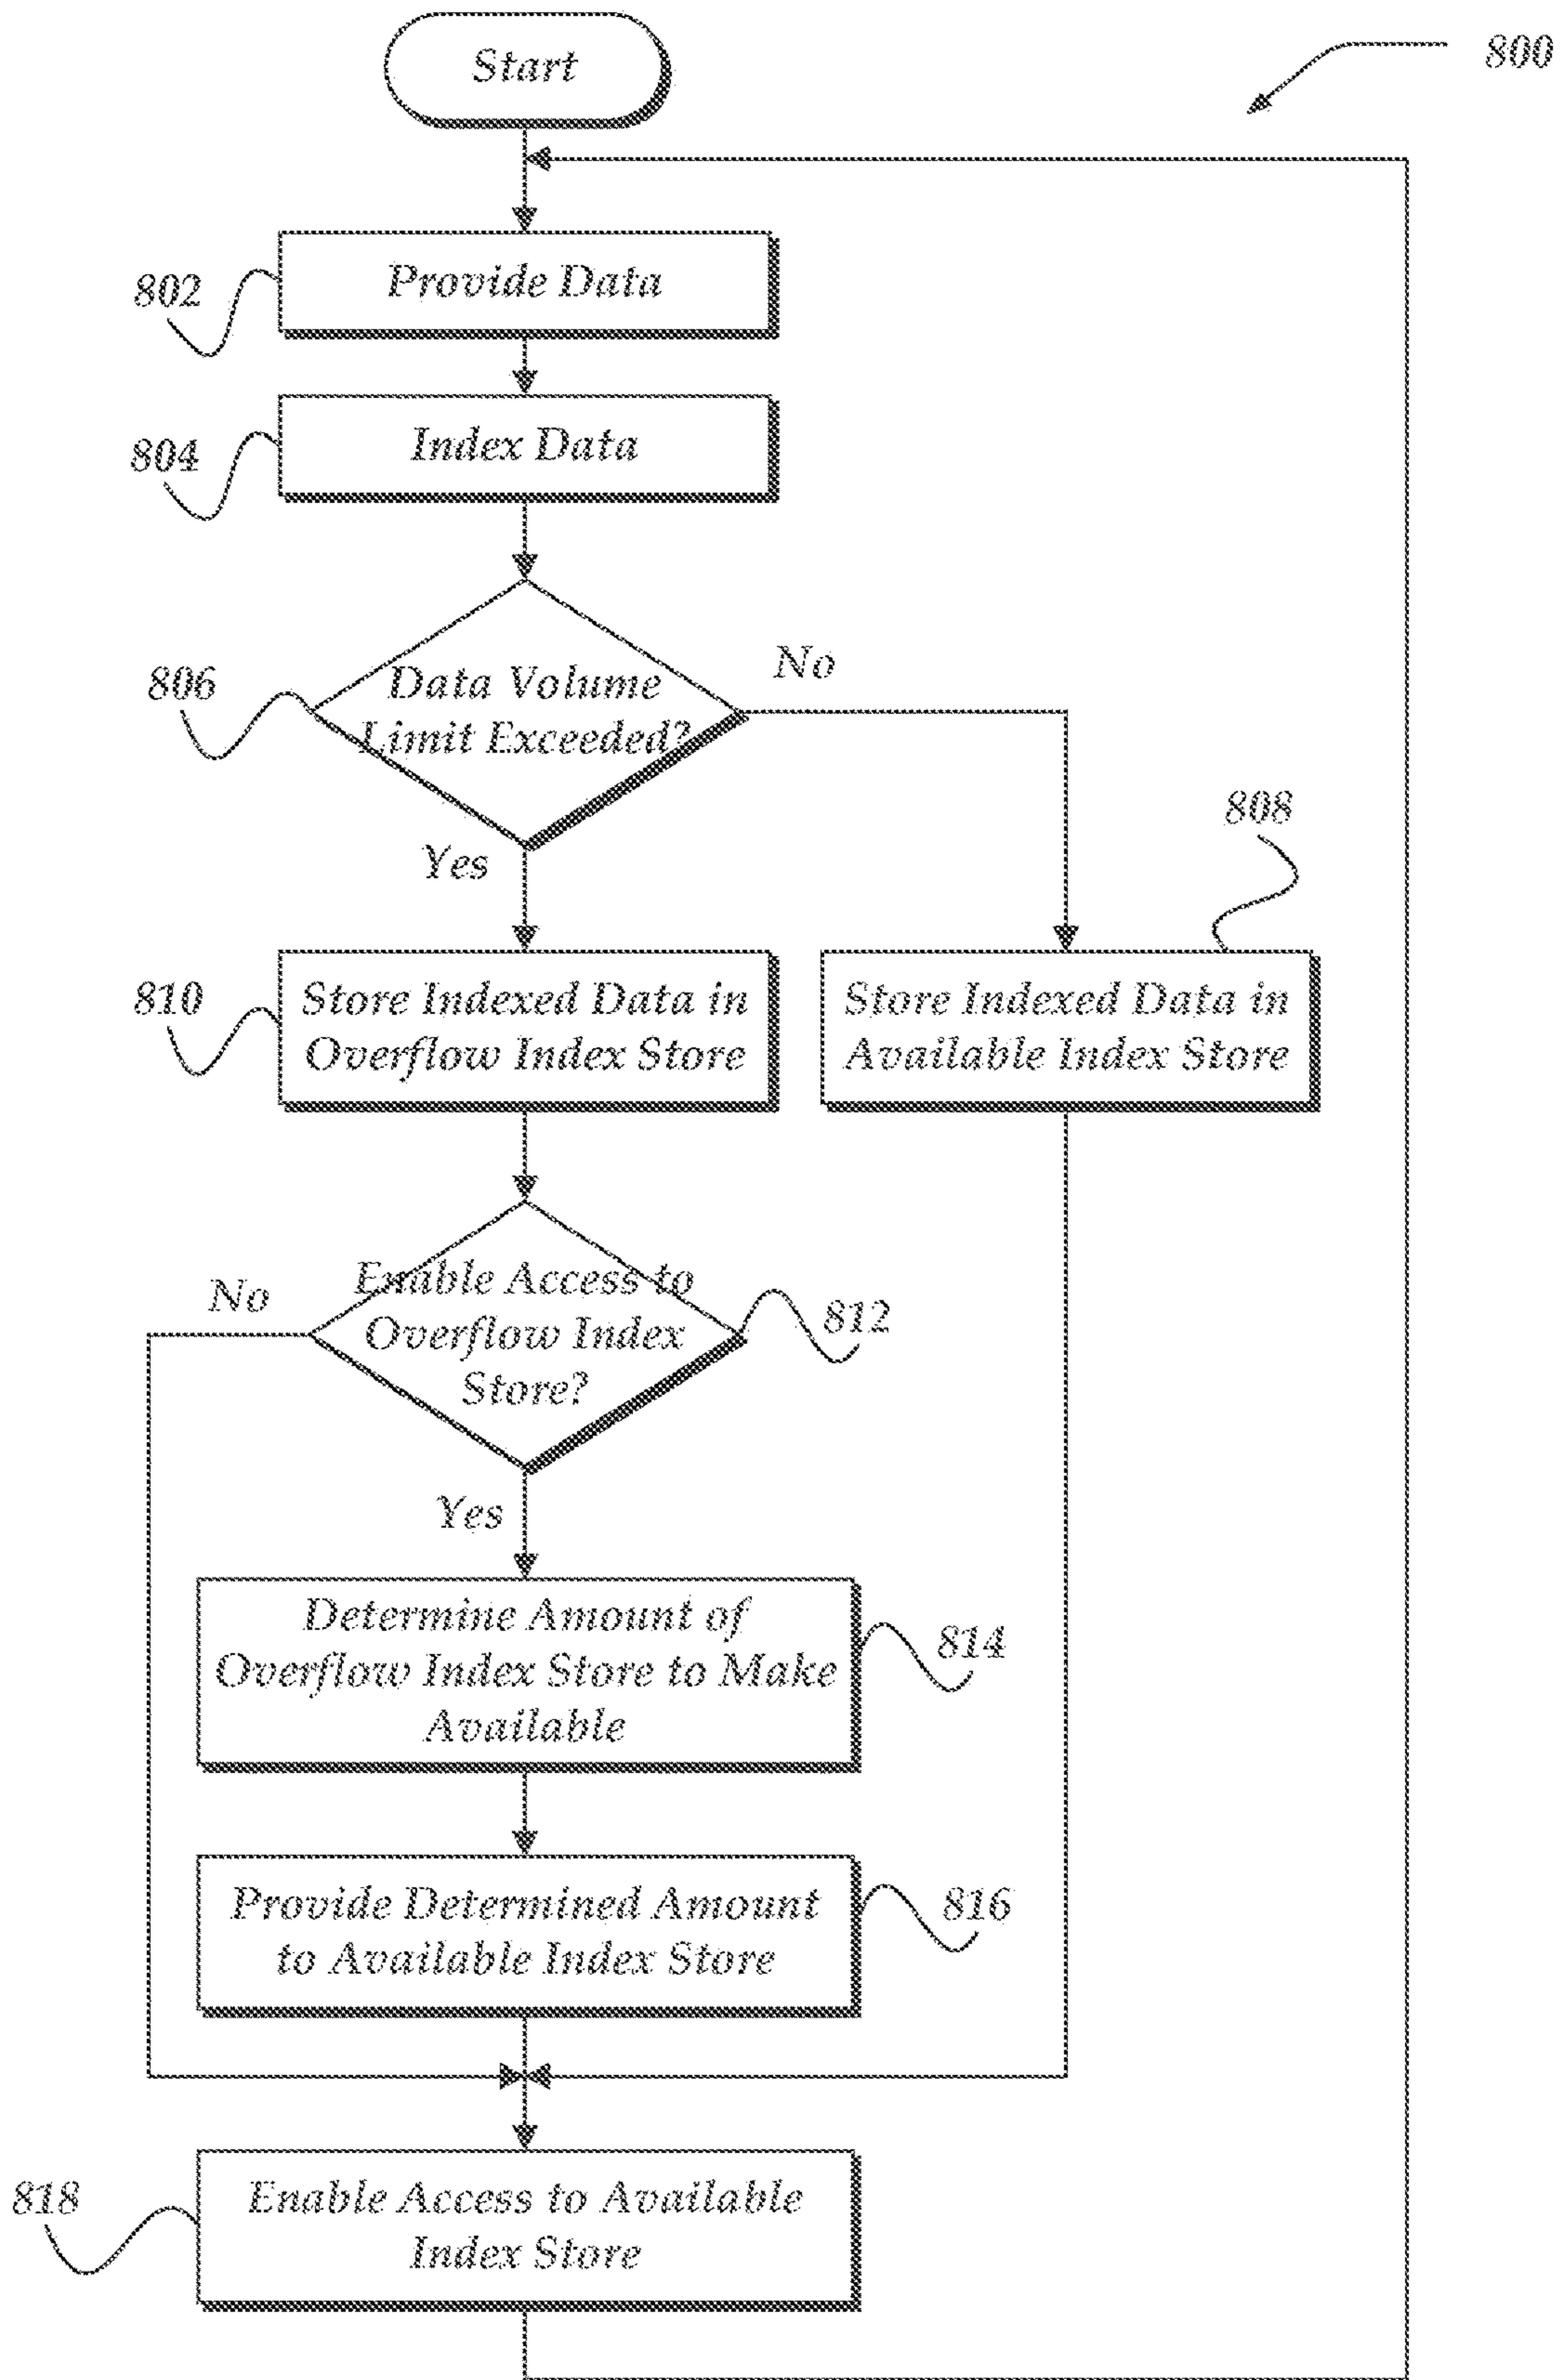 Start
800
802
Provide Data
804
Index Data
806
Data Volume
Limit Exceeded?
No
Yes
808
810
Store Indexed Data in
Overflow Index Store
Store Indexed Data in
Available Index Store
No
Enable Access to
Overflow Index
Store?
812
Yes
Determine Amount of
Overflow Index Store to Make
Available
814
Provide Determined Amount
to Available Index Store
816
818
Enable Access to Available
Index Store